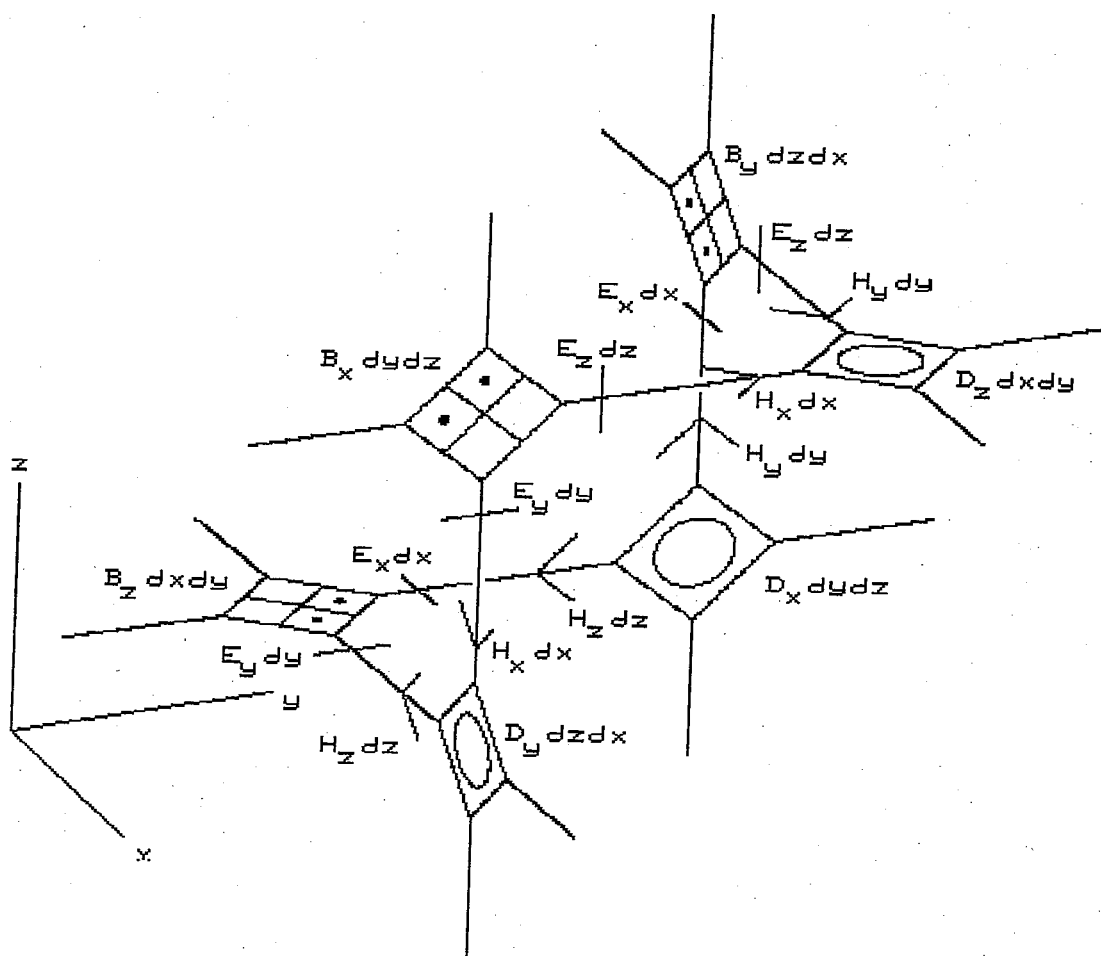 B_y dzdx
E_z dz
E_x dx
H_y dy
B_x dydz
E_z dz
D_z dxdy
H_x dx
H_y dy
z
E_y dy
E_x dx
B_z dxdy
D_x dydz
H_z dz
H_x dx
E_y dy
y
H_z dz
D_y dzdx
x